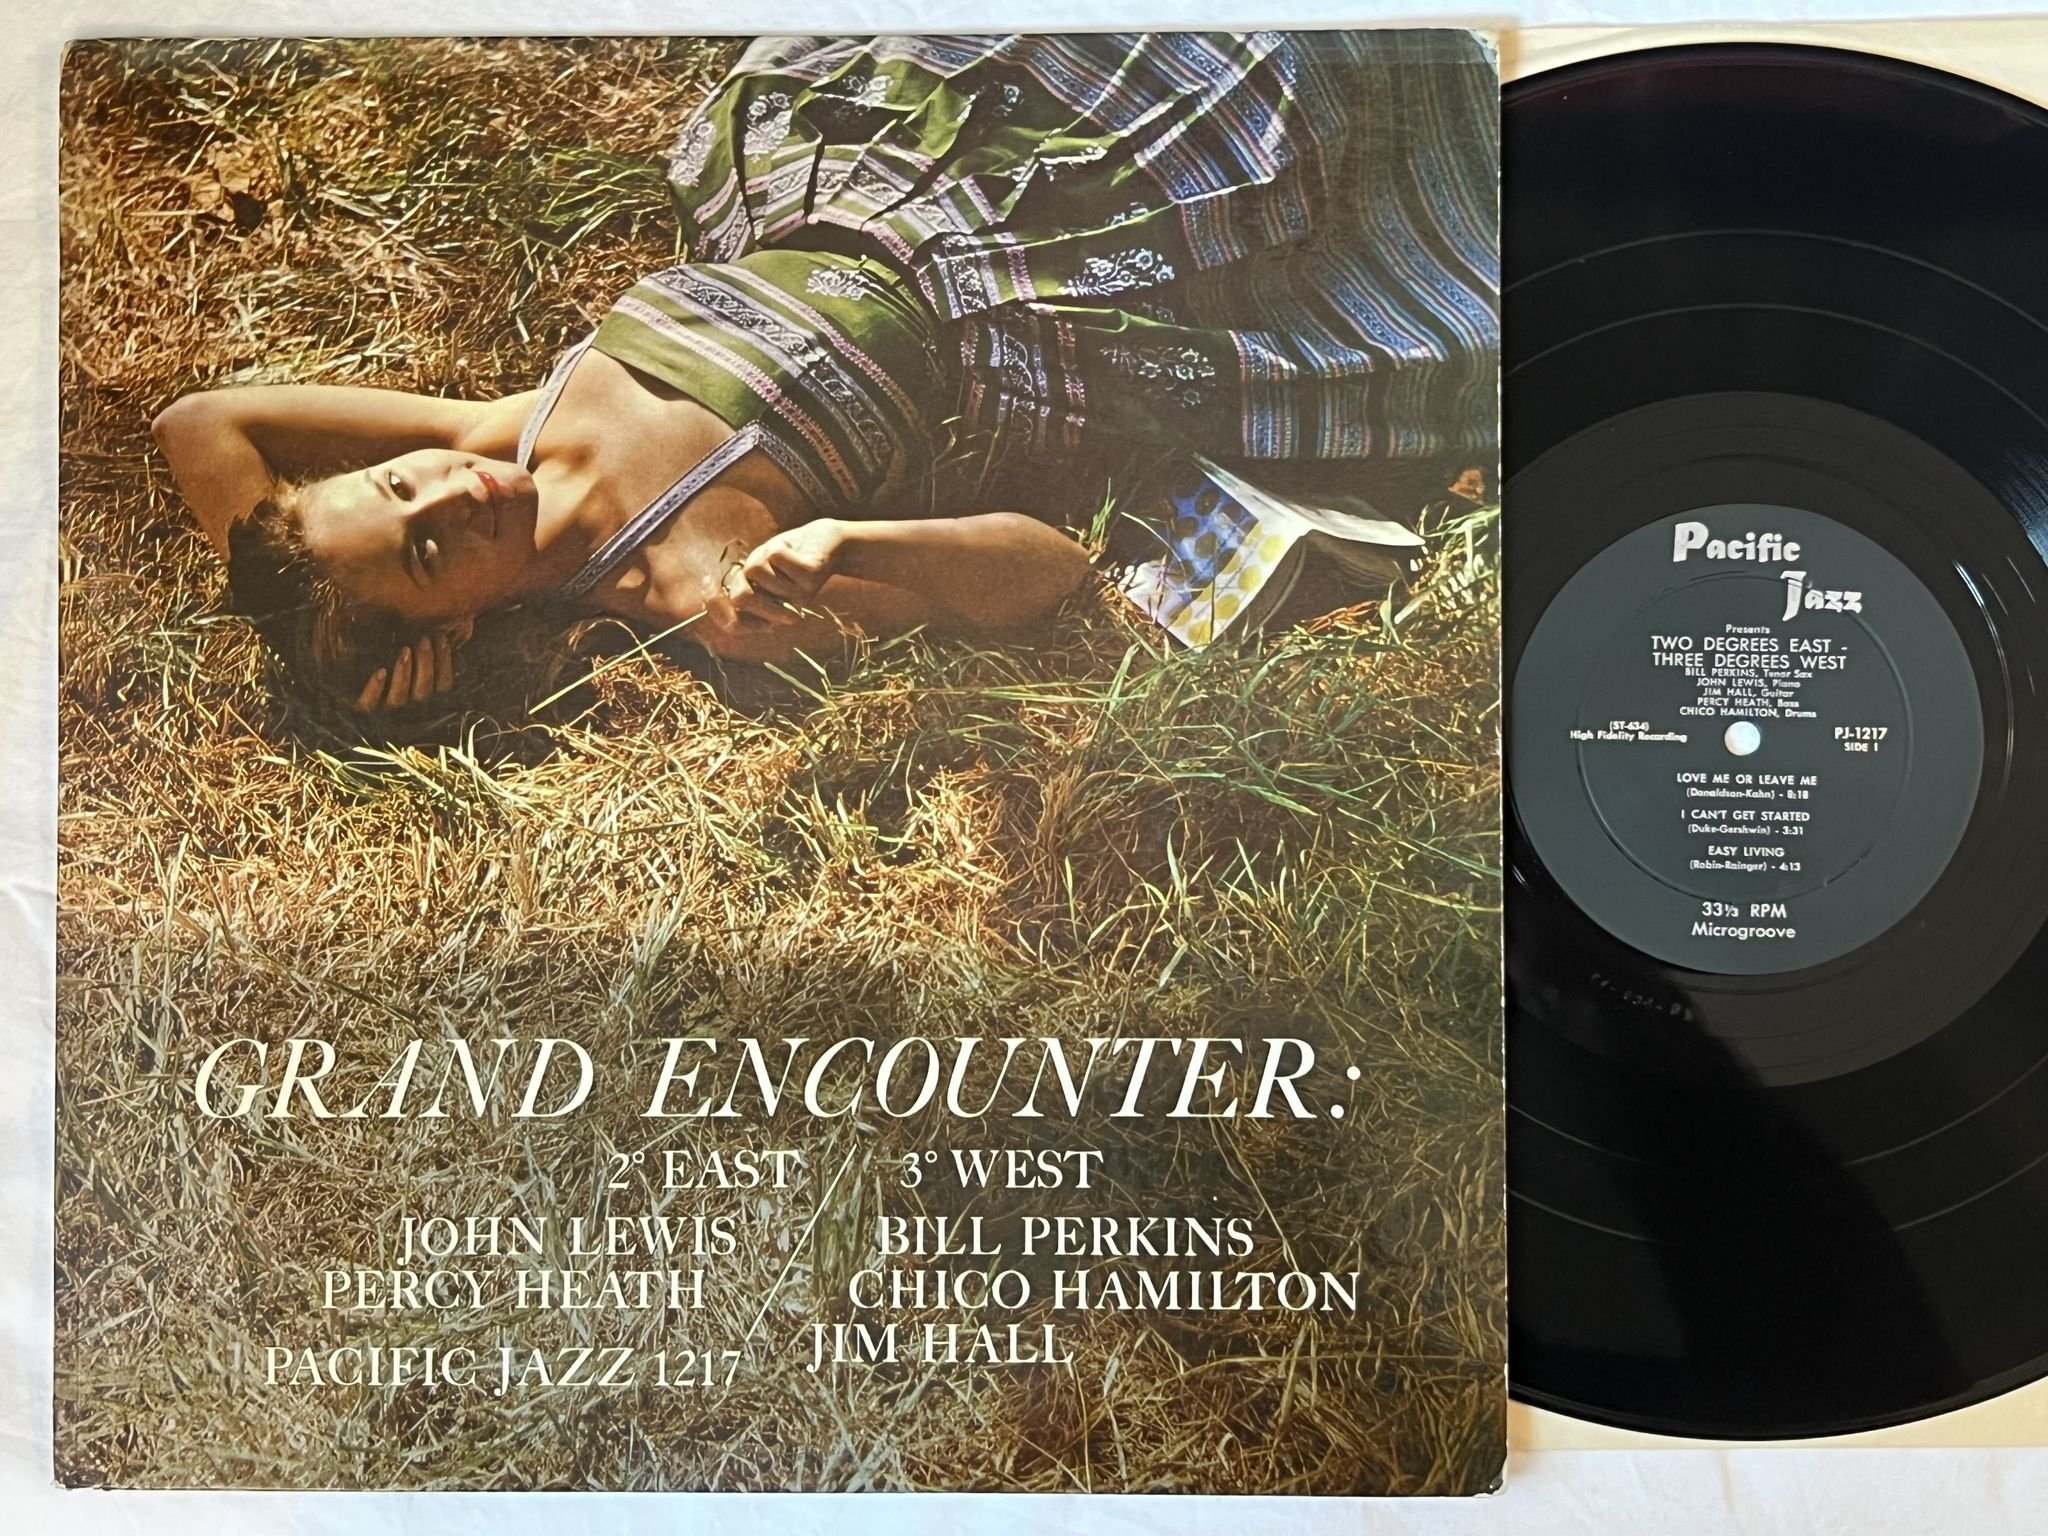 GRAND ENCOUNTER:
2° EAST / 3° WEST
JOHN LEWIS / BILL PERKINS
PERCY HEATH / CHICO HAMILTON
JIM HALL
PACIFIC JAZZ 1217
Pacific
Jazz
Presents
TWO DEGREES EAST -
THREE DEGREES WEST
BILL PERKINS, Tenor Sax
JOHN LEWIS, Piano
JIM HALL, Guitar
PERCY HEATH, Bass
CHICO HAMILTON, Drums
(ST-634)
High Fidelity Recording
PJ-1217
SIDE 1
LOVE ME OR LEAVE ME
(Donaldson-Kahn) - 8:18
I CAN'T GET STARTED
(Duke-Gershwin) - 3:31
EASY LIVING
(Robin-Rainger) - 4:13
33⅓ RPM
Microgroove